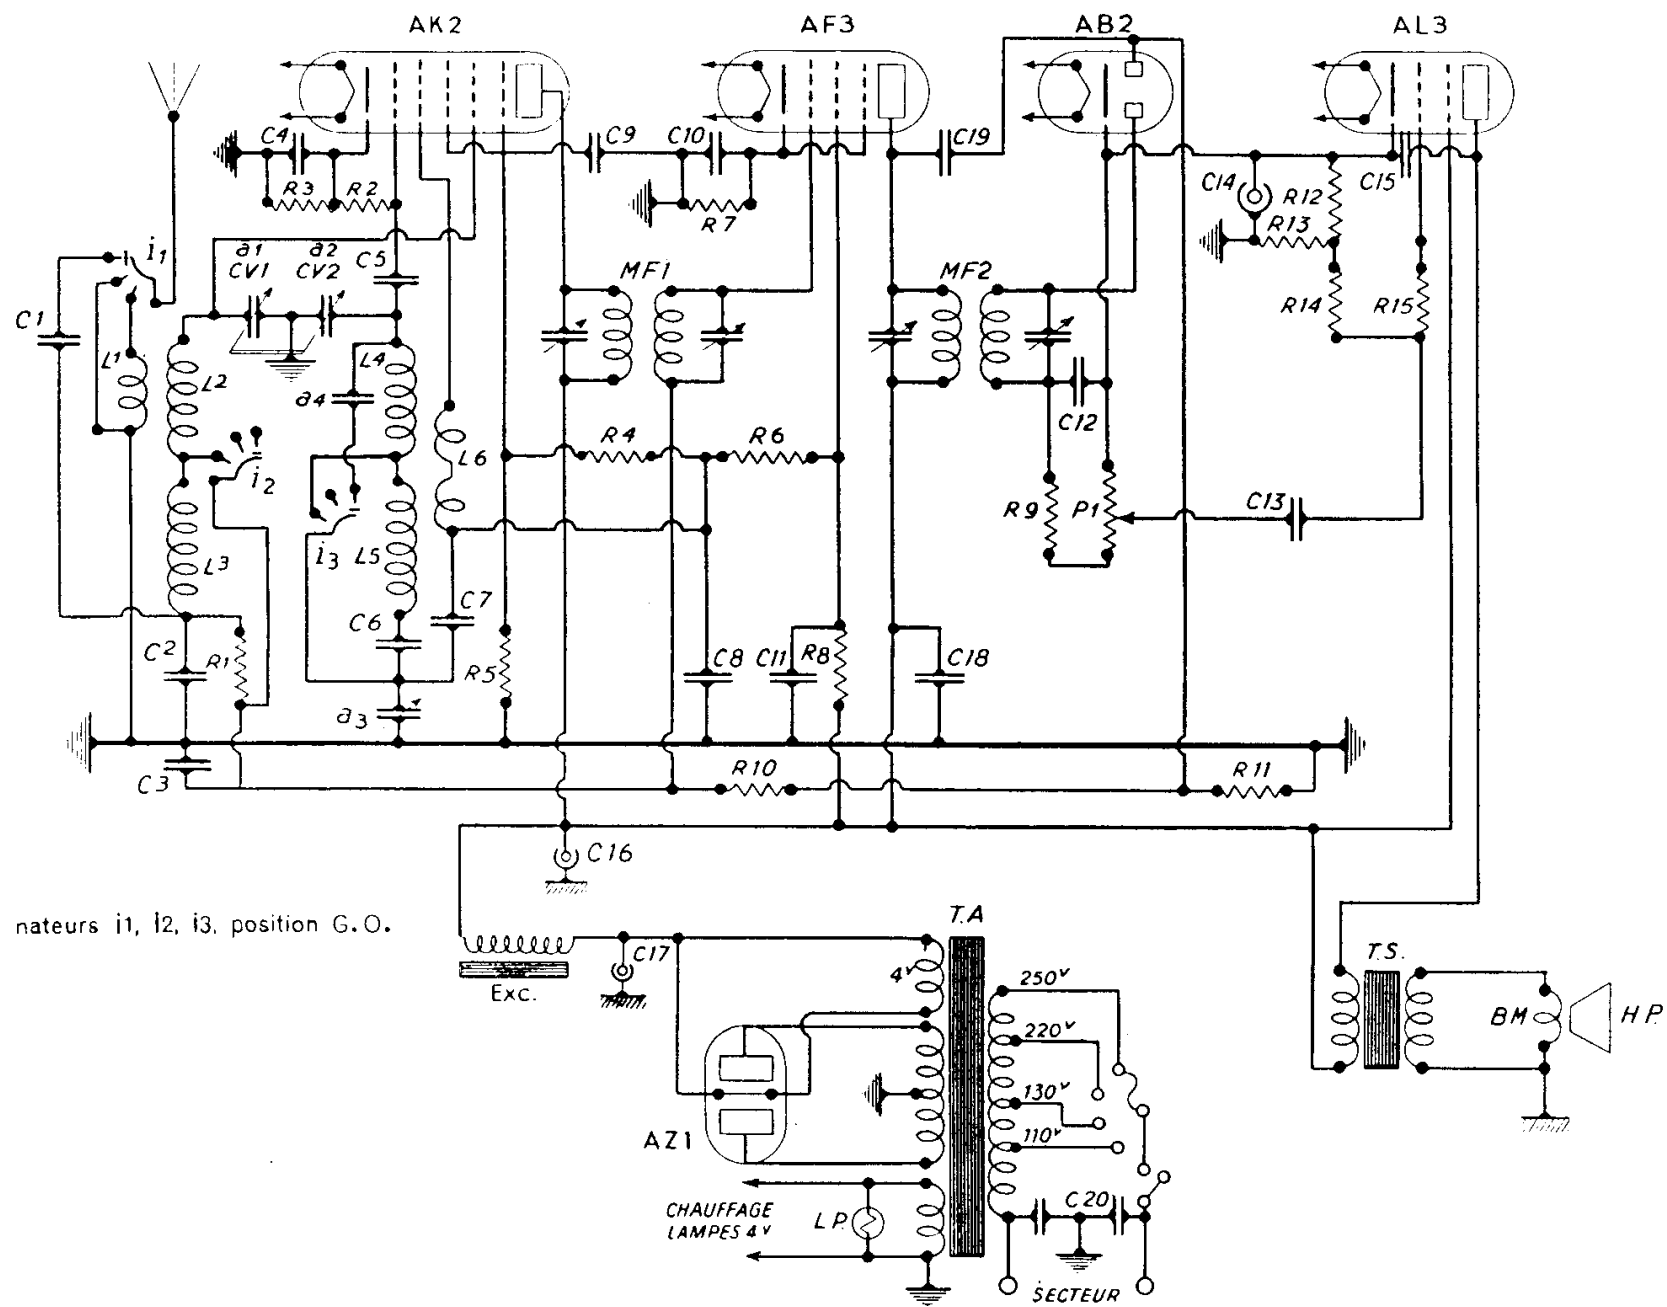 AK2 AF3 AB2 AL3
C4 C9 C10 C19
R3 R2 R7 C14 R12 C15
R13
i1 a1 a2 C5
CV1 CV2 MF1 MF2
C1 R14 R15
L1 L2 L4
a4 C12
R4 R6
L6
i2
R9 P1 C13
L3 i3 L5
C7
C6
C2 R1 R5 C8 C11 R8 C18
a3
C3 R10 R11
C16
nateurs i1, i2, i3, position G.O.
T.A
C17 T.S.
4v 250v
Exc. BM H.P.
220v
130v
AZ1 110v
CHAUFFAGE
LAMPES 4v
L.P. C20
SECTEUR